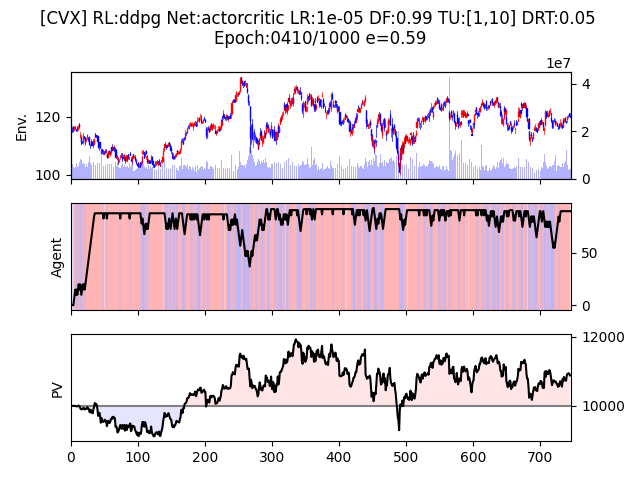 [CVX] RL:ddpg Net:actorcritic LR:1e-05 DF:0.99 TU:[1,10] DRT:0.05
Epoch:0410/1000 e=0.59
1e7
Env.
120
100
4
2
0
Agent
50
0
PV
12000
10000
0 100 200 300 400 500 600 700